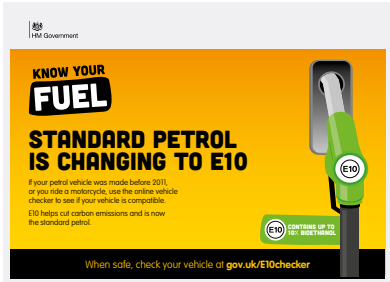 HM Government
KNOW YOUR
FUEL
STANDARD PETROL
IS CHANGING TO E10
If your petrol vehicle was made before 2011,
or you ride a motorcycle, use the online vehicle
checker to see if your vehicle is compatible.
E10 helps cut carbon emissions and is now
the standard petrol.
E10
E10
CONTAINS UP TO
10% BIOETHANOL
When safe, check your vehicle at gov.uk/E10checker